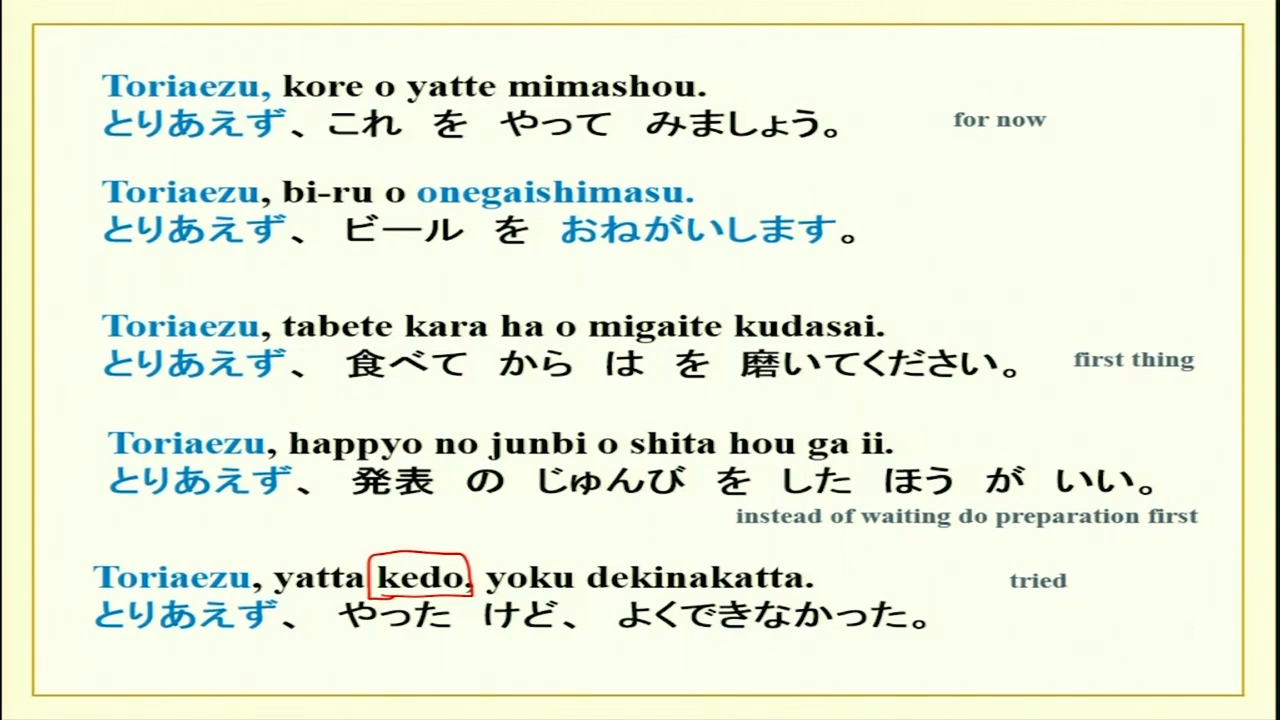 Toriaezu, kore o yatte mimashou.
とりあえず、これ を やって みましょう。 for now
Toriaezu, bi-ru o onegaishimasu.
とりあえず、 ビール を おねがいします。
Toriaezu, tabete kara ha o migaite kudasai.
とりあえず、 食べて から は を 磨いてください。 first thing
Toriaezu, happyo no junbi o shita hou ga ii.
とりあえず、 発表 の じゅんび を した ほう が いい。
instead of waiting do preparation first
Toriaezu, yatta kedo, yoku dekinakatta. tried
とりあえず、 やった けど、 よくできなかった。